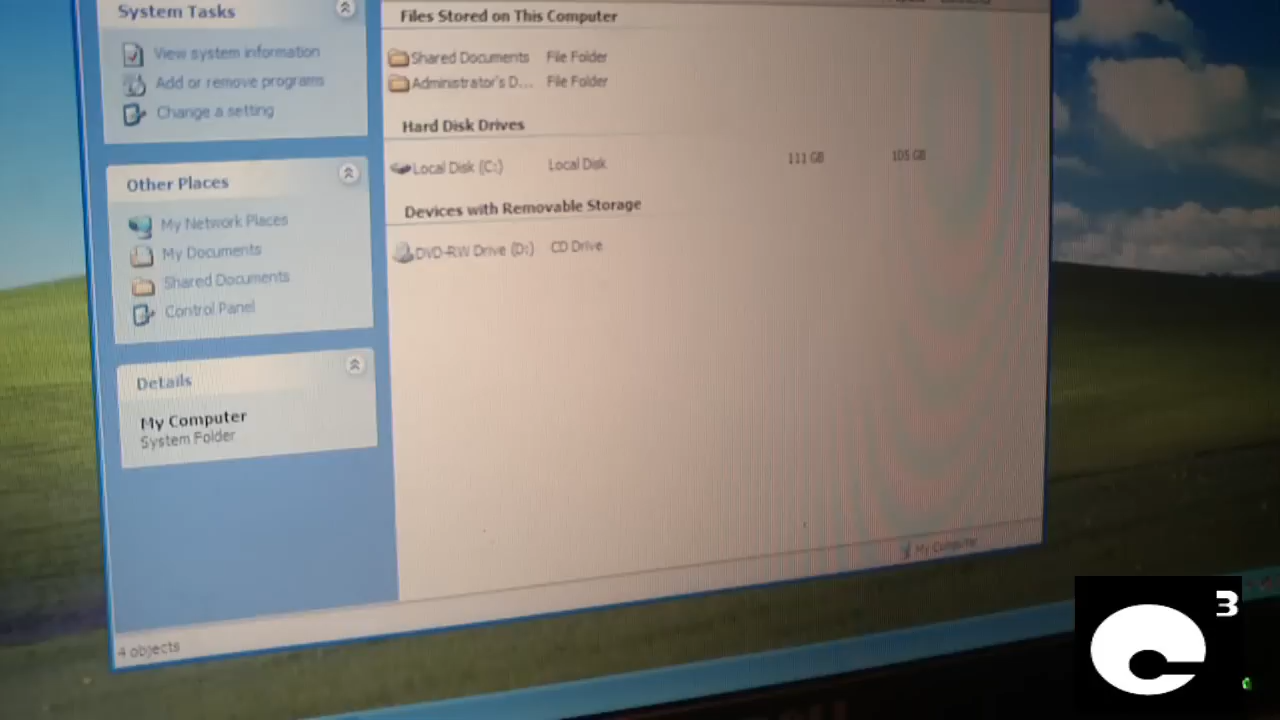 System Tasks
View system information
Add or remove programs
Change a setting
Other Places
My Network Places
My Documents
Shared Documents
Control Panel
Details
My Computer
System Folder
4 objects
Files Stored on This Computer
Shared Documents File Folder
Administrator's D... File Folder
Hard Disk Drives
Local Disk (C:) Local Disk 111 GB 105 GB
Devices with Removable Storage
DVD-RW Drive (D:) CD Drive
My Computer
3